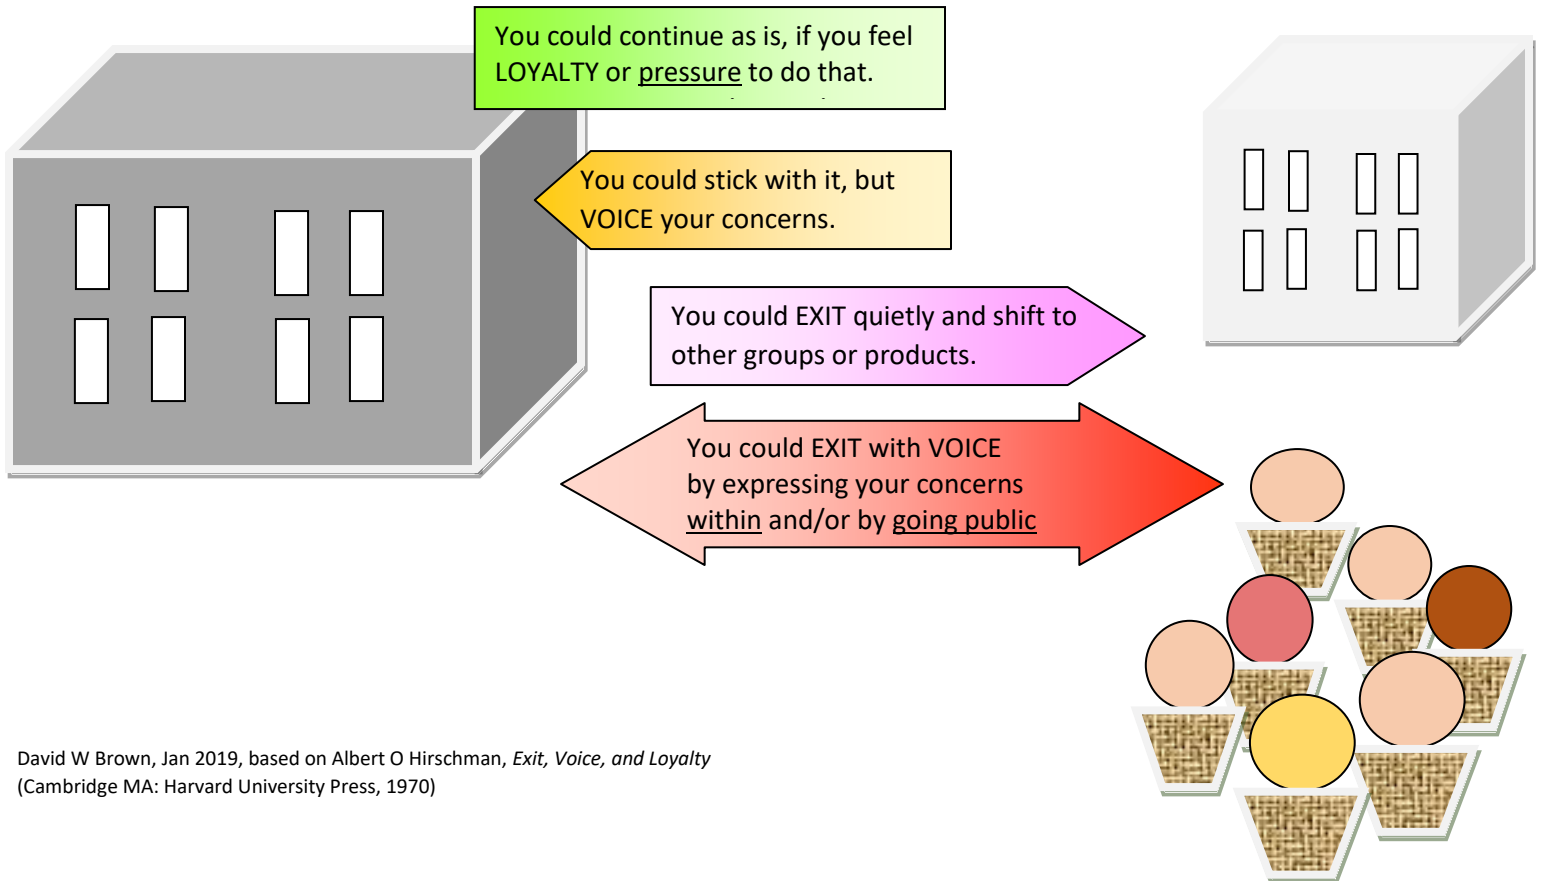 You could continue as is, if you feel
LOYALTY or pressure to do that.
You could stick with it, but
VOICE your concerns.
You could EXIT quietly and shift to
other groups or products.
You could EXIT with VOICE
by expressing your concerns
within and/or by going public
David W Brown, Jan 2019, based on Albert O Hirschman, Exit, Voice, and Loyalty
(Cambridge MA: Harvard University Press, 1970)